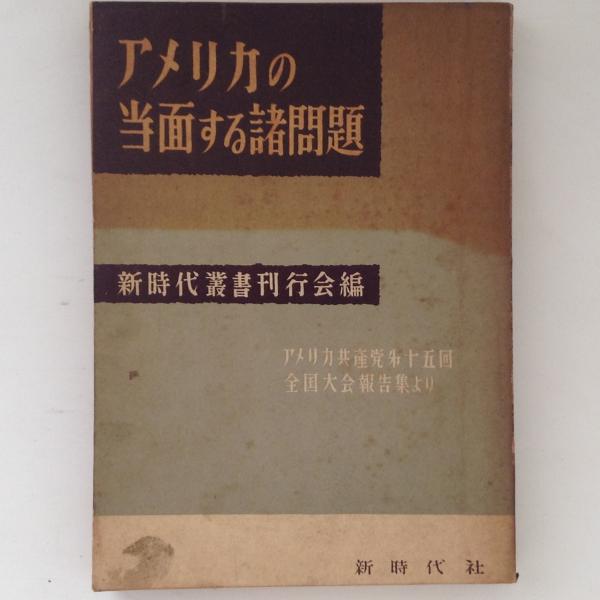 アメリカの
当面する諸問題
新時代叢書刊行会編
アメリカ共産党第十五回
全国大会報告集より
新時代社